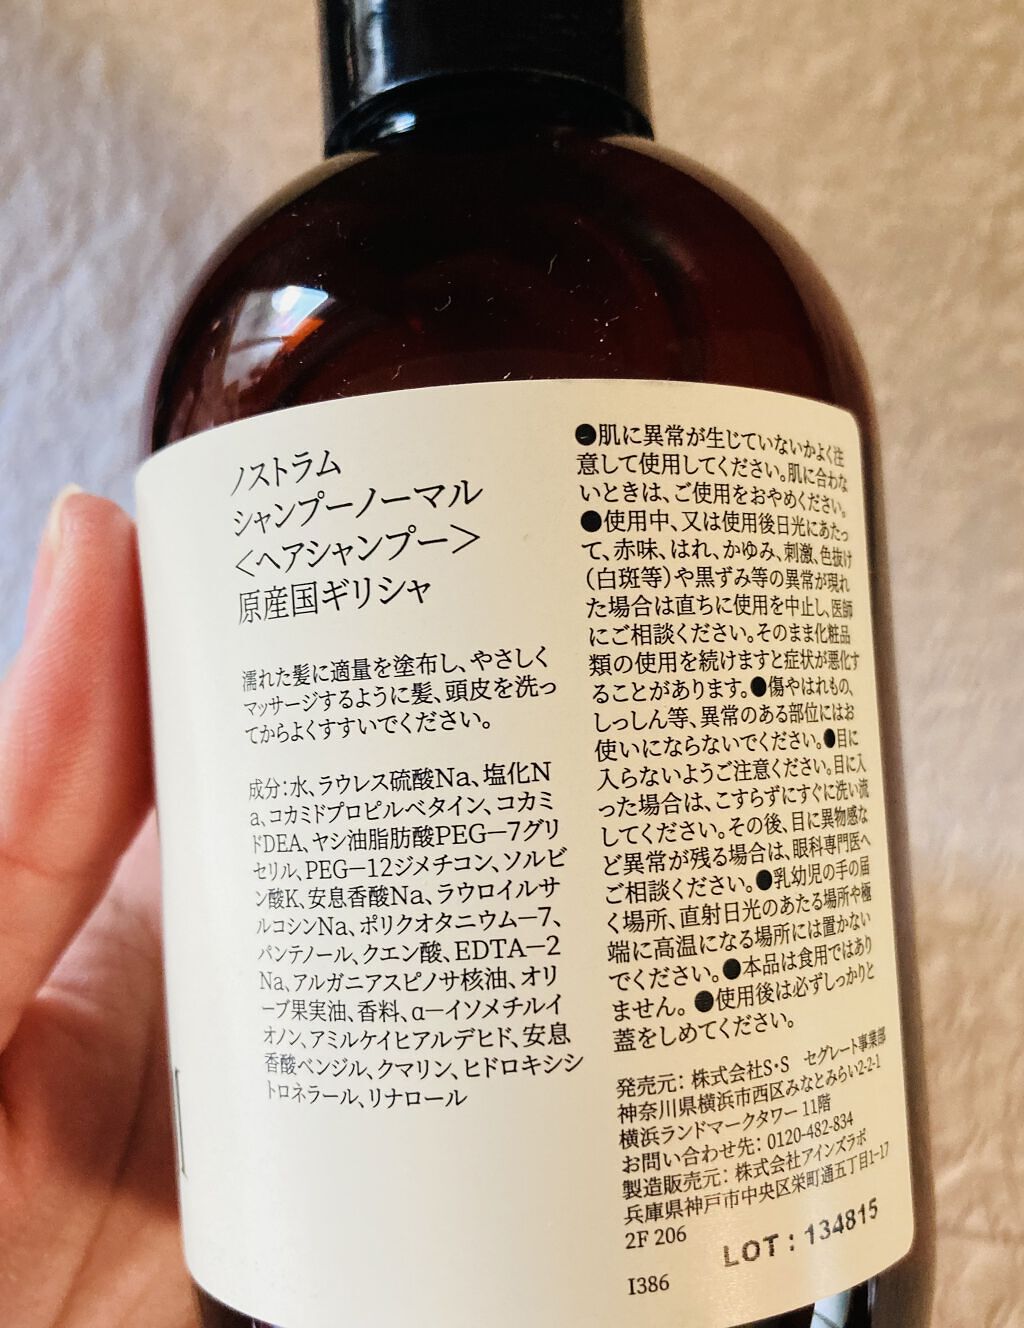 ノストラム
シャンプーノーマル
＜ヘアシャンプー＞
原産国ギリシャ
濡れた髪に適量を塗布し、やさしく
マッサージするように髪、頭皮を洗っ
てからよくすすいでください。
成分：水、ラウレス硫酸Na、塩化N
a、コカミドプロピルベタイン、コカミ
ドDEA、ヤシ油脂肪酸PEG－7グリ
セリル、PEG－12ジメチコン、ソルビ
ン酸K、安息香酸Na、ラウロイルサ
ルコシンNa、ポリクオタニウム－7、
パンテノール、クエン酸、EDTA－2
Na、アルガニアスピノサ核油、オリ
ーブ果実油、香料、α－イソメチルイ
オノン、アミルケイヒアルデヒド、安息
香酸ベンジル、クマリン、ヒドロキシシ
トロネラール、リナロール
●肌に異常が生じていないかよく注
意して使用してください。肌に合わな
いときは、ご使用をおやめください。
●使用中、又は使用後日光にあたっ
て、赤味、はれ、かゆみ、刺激、色抜け
（白斑等）や黒ずみ等の異常が現れ
た場合は直ちに使用を中止し、医師
にご相談ください。そのまま化粧品
類の使用を続けますと症状が悪化す
ることがあります。●傷やはれもの、
しっしん等、異常のある部位にはお
使いにならないでください。●目に
入らないようご注意ください。目に入
った場合は、こすらずにすぐに洗い流
してください。その後、目に異物感な
ど異常が残る場合は、眼科専門医へ
ご相談ください。●乳幼児の手の届
く場所、直射日光のあたる場所や極
端に高温になる場所には置かない
でください。●本品は食用ではあり
ません。●使用後は必ずしっかりと
蓋をしめてください。
発売元： 株式会社S・S セグレート事業部
神奈川県横浜市西区みなとみらい2-2-1
横浜ランドマークタワー 11階
お問い合わせ先： 0120-482-834
製造販売元： 株式会社アインズラボ
兵庫県神戸市中央区栄町通五丁目1-17
2F 206
LOT：134815
I386